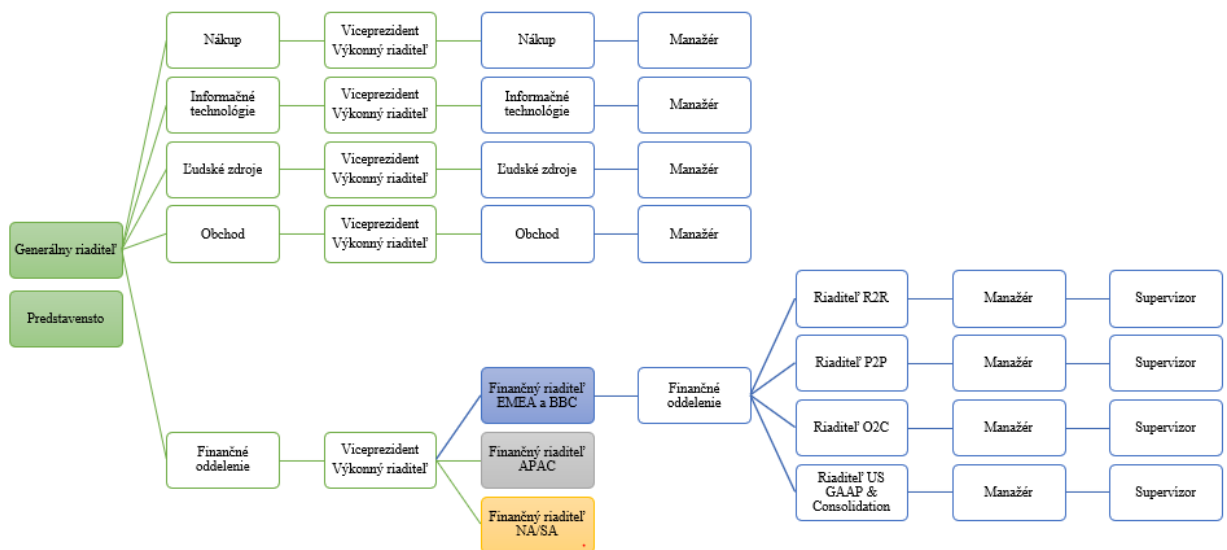 Nákup
Viceprezident
Výkonný riaditeľ
Nákup
Manažér
Informačné
technológie
Viceprezident
Výkonný riaditeľ
Informačné
technológie
Manažér
Ľudské zdroje
Viceprezident
Výkonný riaditeľ
Ľudské zdroje
Manažér
Obchod
Viceprezident
Výkonný riaditeľ
Obchod
Manažér
Generálny riaditeľ
Predstavensto
Finančné
oddelenie
Viceprezident
Výkonný riaditeľ
Finančný riaditeľ
EMEA a BBC
Finančný riaditeľ
APAC
Finančný riaditeľ
NA/SA
Finančné
oddelenie
Riaditeľ R2R
Manažér
Supervízor
Riaditeľ P2P
Manažér
Supervízor
Riaditeľ O2C
Manažér
Supervízor
Riaditeľ US
GAAP &
Consolidation
Manažér
Supervízor